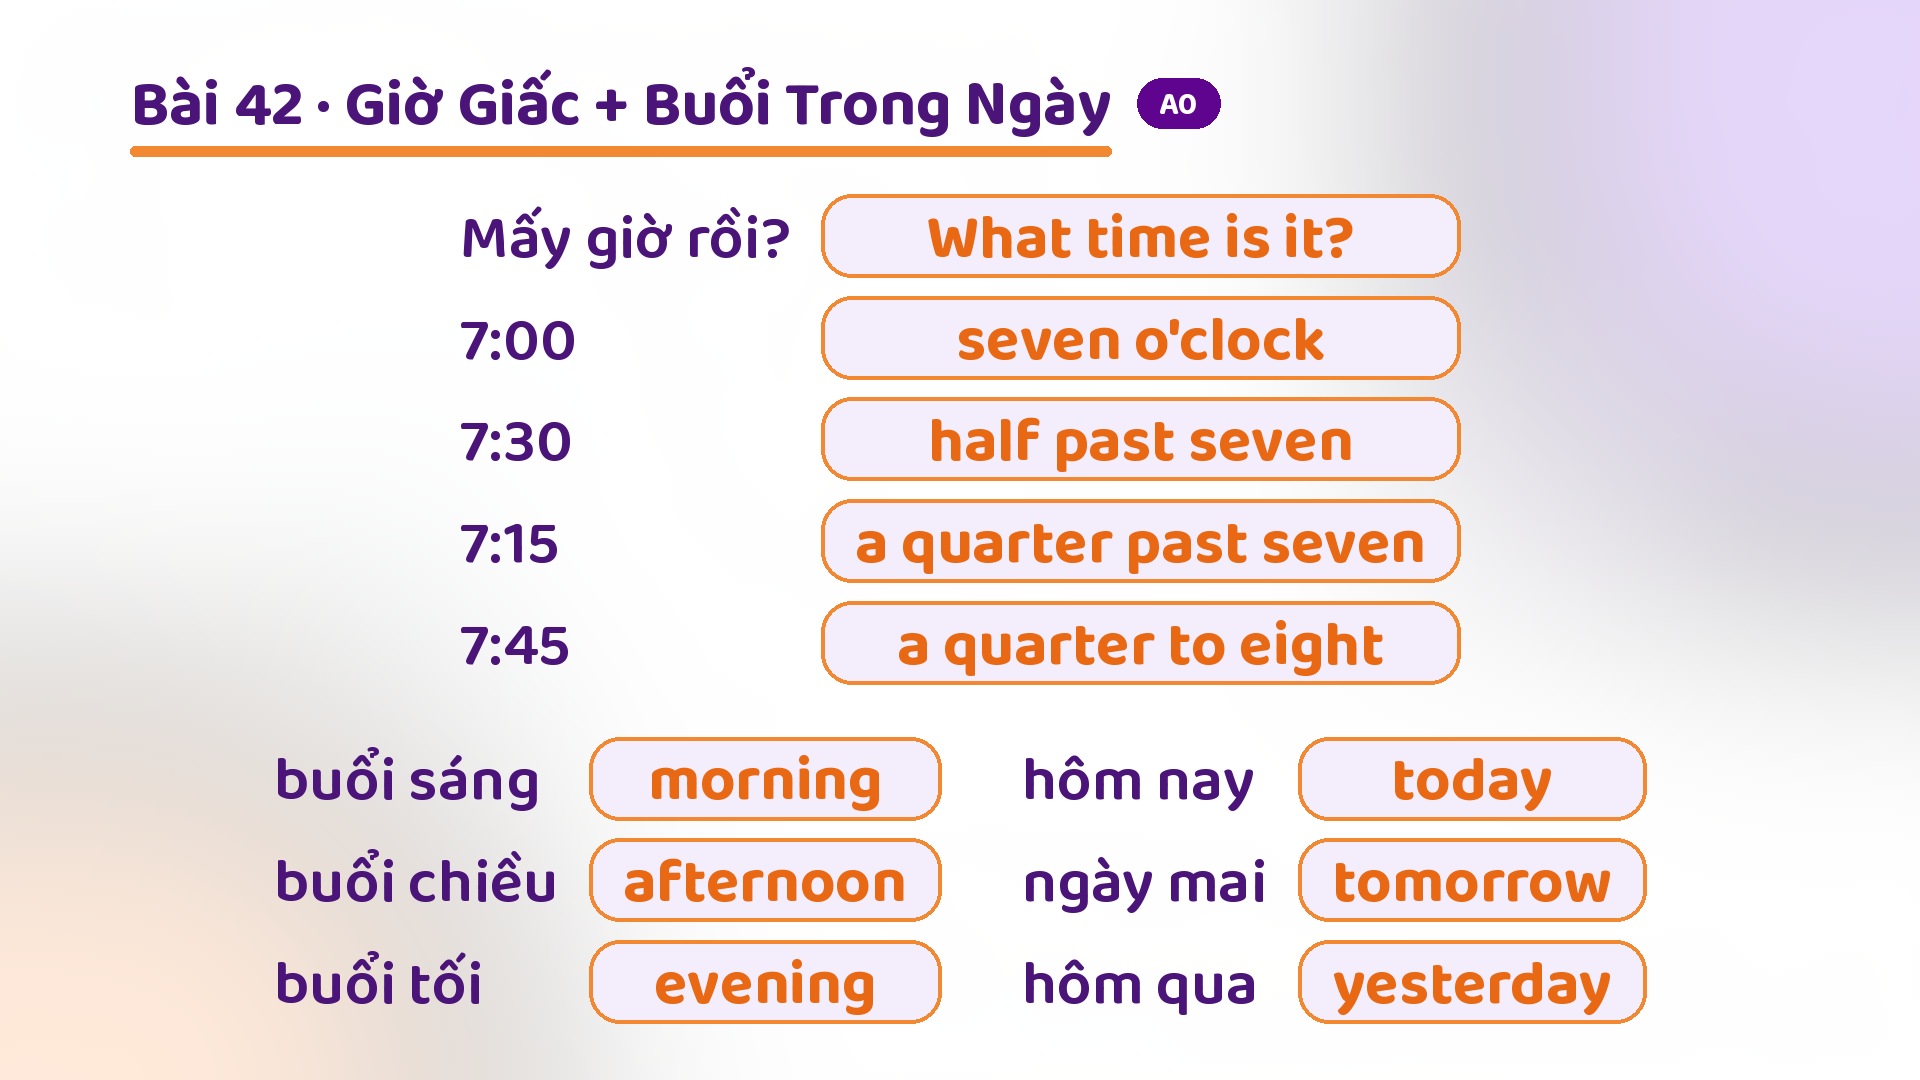 Bài 42 · Giờ Giấc + Buổi Trong Ngày A0
Mấy giờ rồi? What time is it?
7:00 seven o'clock
7:30 half past seven
7:15 a quarter past seven
7:45 a quarter to eight
buổi sáng morning hôm nay today
buổi chiều afternoon ngày mai tomorrow
buổi tối evening hôm qua yesterday